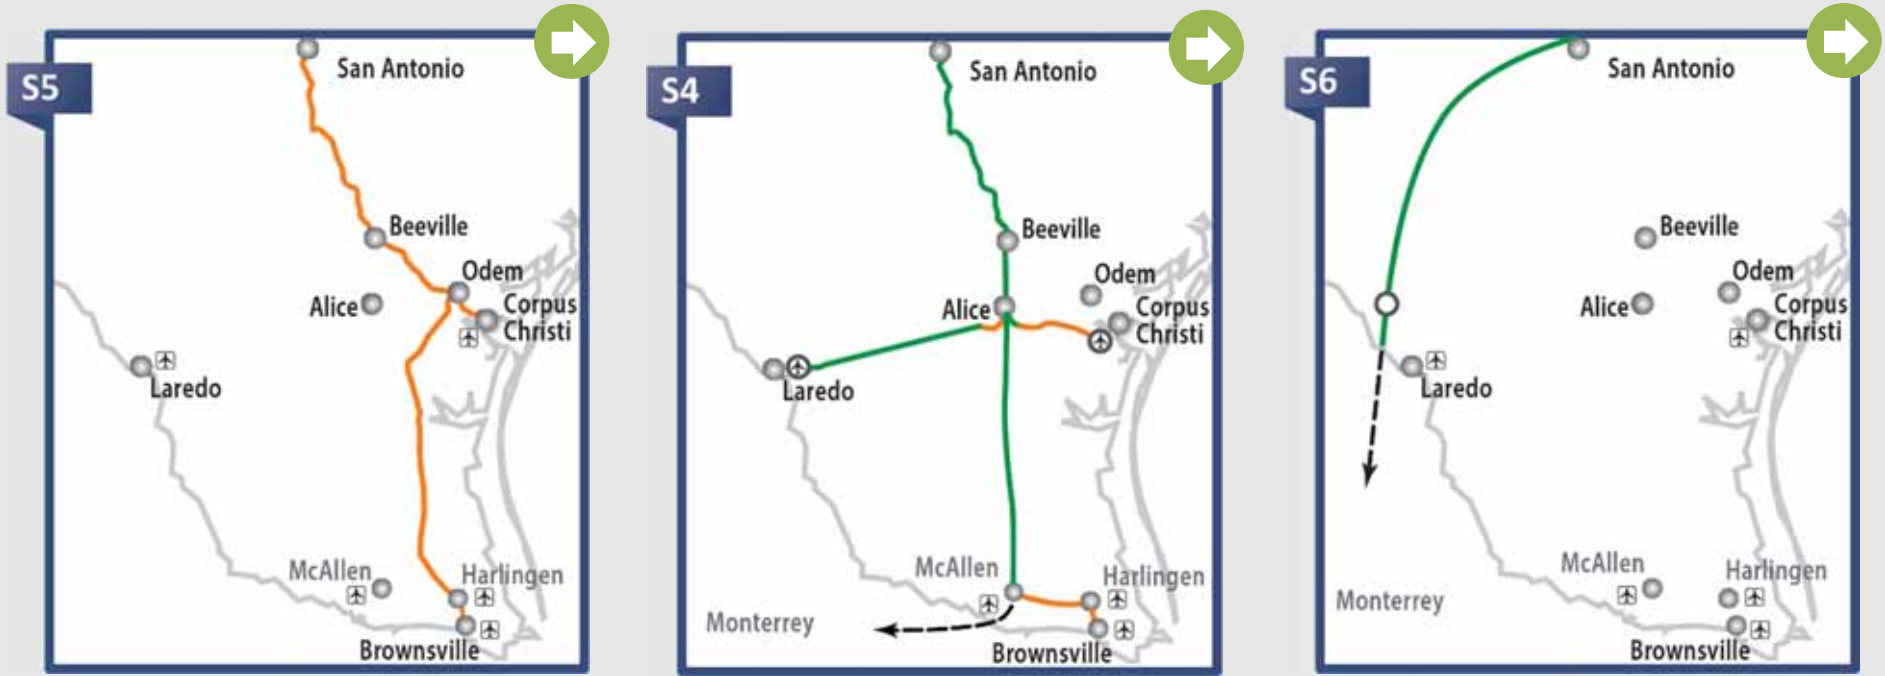 S5
San Antonio
Beeville
Odem
Alice
Corpus
Christi
Laredo
McAllen
Harlingen
Brownsville
S4
San Antonio
Beeville
Odem
Alice
Corpus
Christi
Laredo
McAllen
Harlingen
Monterrey
Brownsville
S6
San Antonio
Beeville
Odem
Alice
Corpus
Christi
Laredo
McAllen
Harlingen
Monterrey
Brownsville